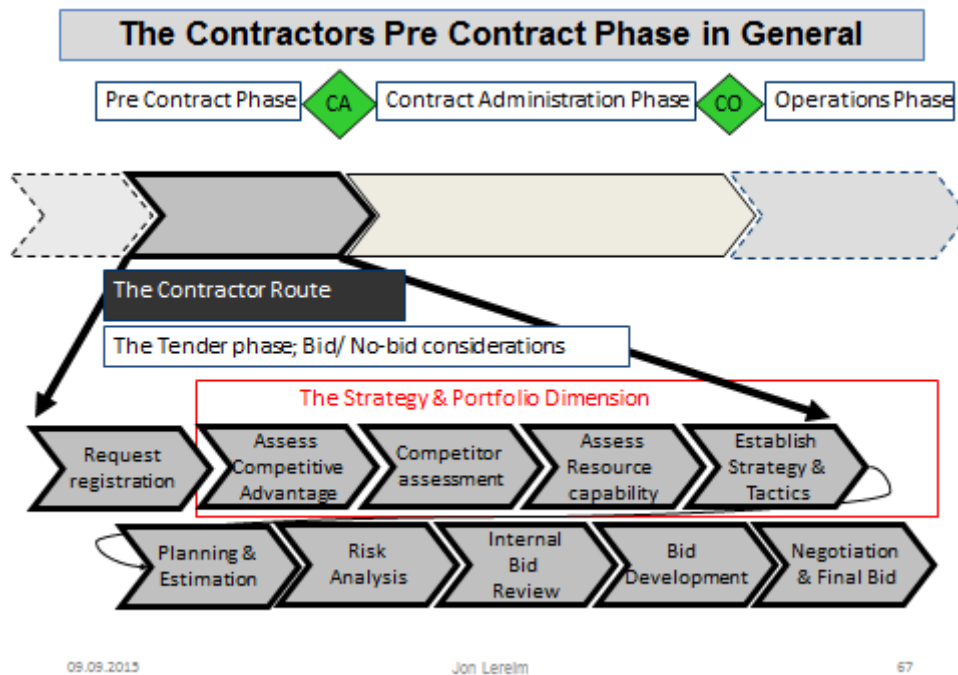 The Contractors Pre Contract Phase in General
Pre Contract Phase
CA
Contract Administration Phase
CO
Operations Phase
The Contractor Route
The Tender phase; Bid/ No-bid considerations
The Strategy & Portfolio Dimension
Request
registration
Assess
Competitive
Advantage
Competitor
assessment
Assess
Resource
capability
Establish
Strategy &
Tactics
Planning &
Estimation
Risk
Analysis
Internal
Bid
Review
Bid
Development
Negotiation
& Final Bid
09.09.2013
Jon Lereim
67